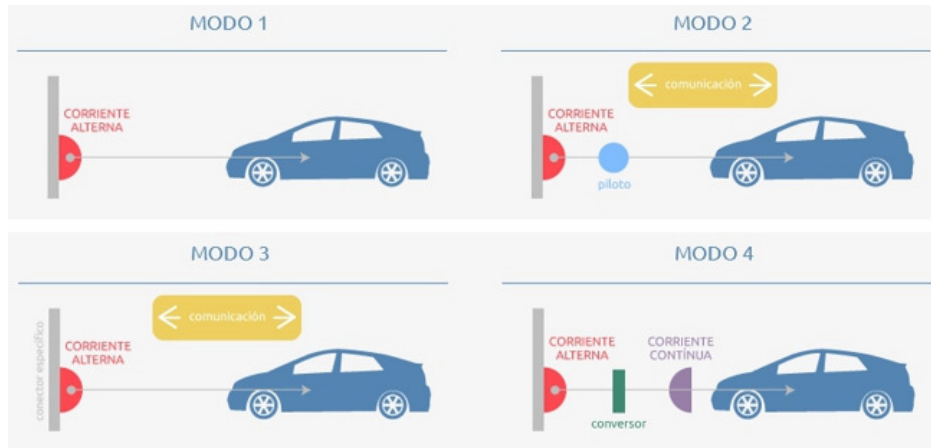 MODO 1
CORRIENTE
ALTERNA
MODO 2
comunicación
CORRIENTE
ALTERNA
piloto
MODO 3
comunicación
conector específico
CORRIENTE
ALTERNA
MODO 4
CORRIENTE
ALTERNA
CORRIENTE
CONTÍNUA
conversor